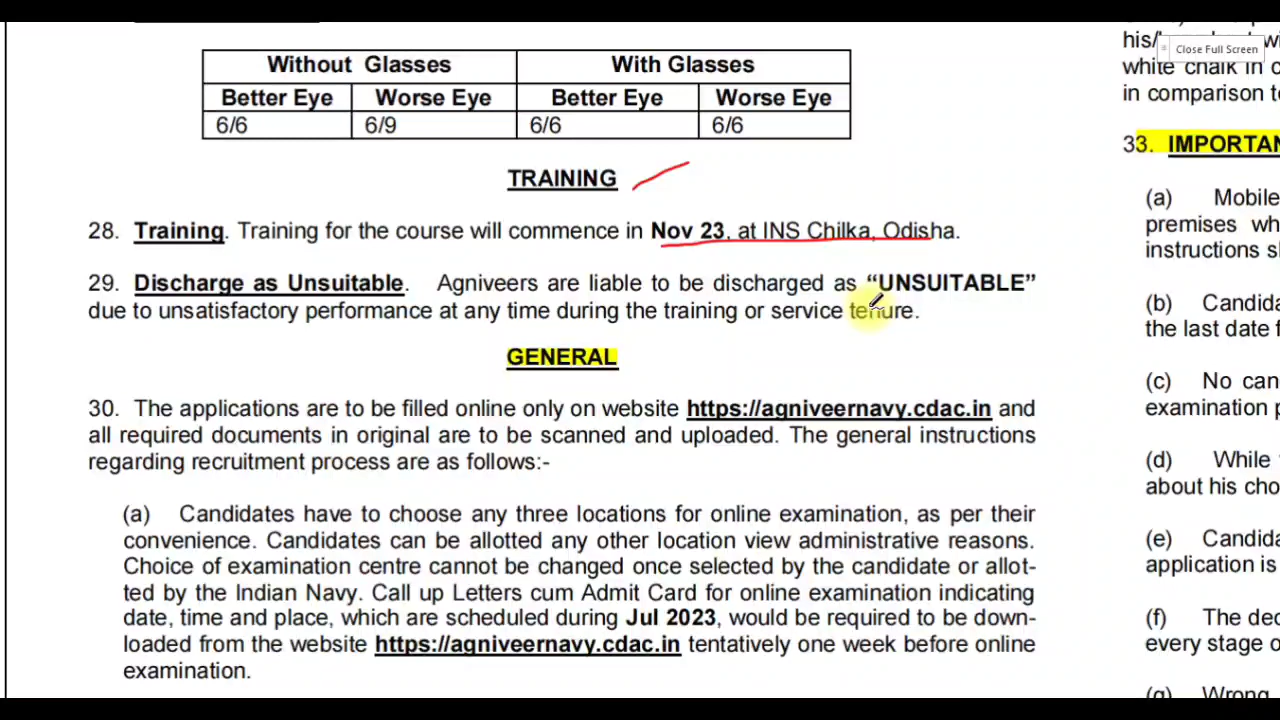 Without Glasses With Glasses
Better Eye Worse Eye Better Eye Worse Eye
6/6 6/9 6/6 6/6
TRAINING
28. Training. Training for the course will commence in Nov 23, at INS Chilka, Odisha.
29. Discharge as Unsuitable. Agniveers are liable to be discharged as “UNSUITABLE”
due to unsatisfactory performance at any time during the training or service tenure.
GENERAL
30. The applications are to be filled online only on website https://agniveernavy.cdac.in and
all required documents in original are to be scanned and uploaded. The general instructions
regarding recruitment process are as follows:-
(a) Candidates have to choose any three locations for online examination, as per their
convenience. Candidates can be allotted any other location view administrative reasons.
Choice of examination centre cannot be changed once selected by the candidate or allot-
ted by the Indian Navy. Call up Letters cum Admit Card for online examination indicating
date, time and place, which are scheduled during Jul 2023, would be required to be down-
loaded from the website https://agniveernavy.cdac.in tentatively one week before online
examination.
his/
Close Full Screen
white chalk in
in comparison
33. IMPORTAN
(a) Mobile
premises
instructions
(b) Candida
the last date
(c) No can
examination
(d) While
about his
(e) Candida
application is
(f) The
every stage
Wrong